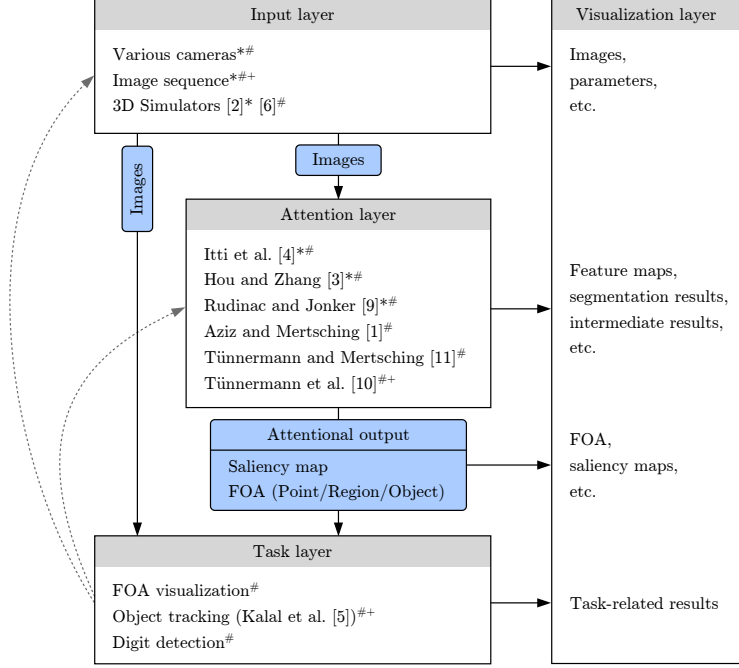 Input layer
Various cameras*#
Image sequence*#+
3D Simulators [2]* [6]#
Images
Images
Attention layer
Itti et al. [4]*#
Hou and Zhang [3]*#
Rudinac and Jonker [9]*#
Aziz and Mertsching [1]#
Tünnermann and Mertsching [11]#
Tünnermann et al. [10]#+
Attentional output
Saliency map
FOA (Point/Region/Object)
Task layer
FOA visualization#
Object tracking (Kalal et al. [5])#+
Digit detection#
Visualization layer
Images,
parameters,
etc.
Feature maps,
segmentation results,
intermediate results,
etc.
FOA,
saliency maps,
etc.
Task-related results